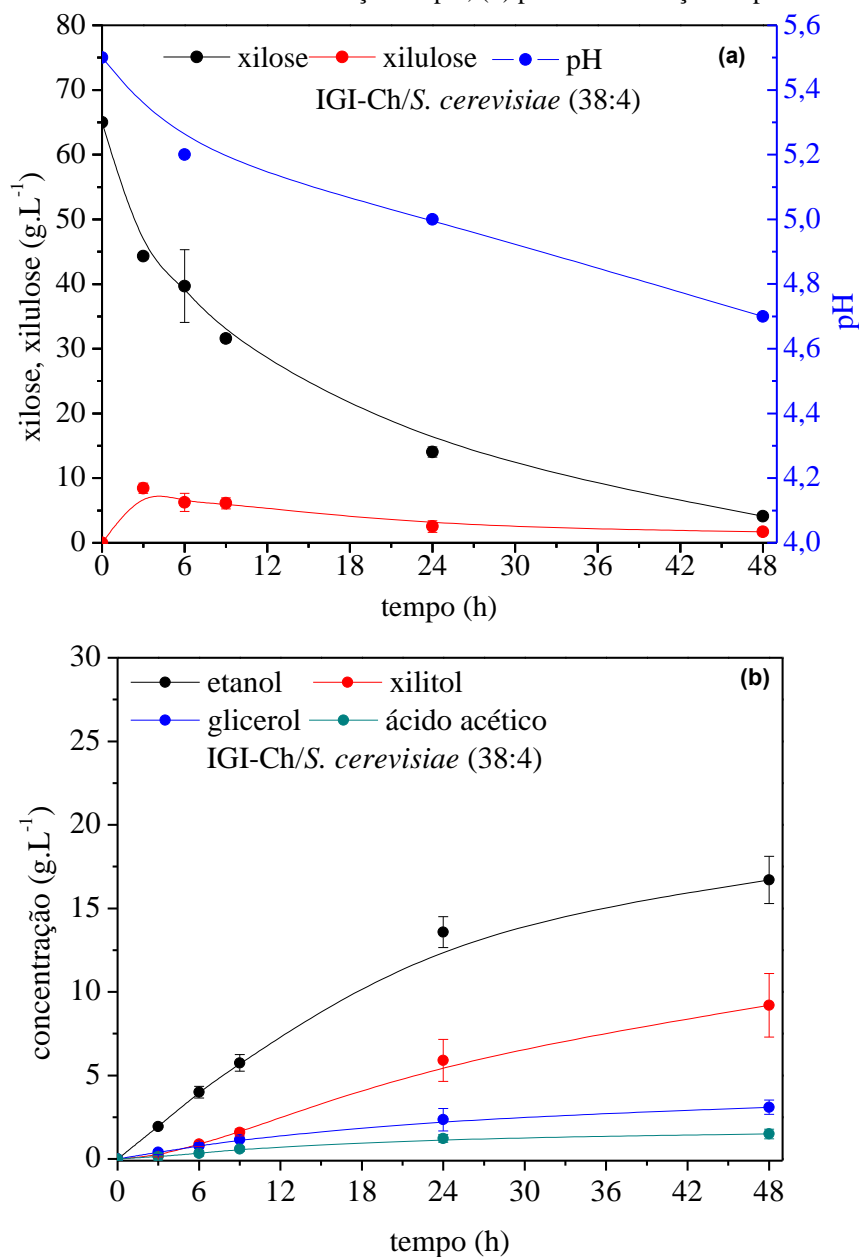 (a)
xilose xilulose pH
IGI-Ch/S. cerevisiae (38:4)
80
70
60
50
40
30
20
10
0
xilose, xilulose (g.L⁻¹)
5,6
5,4
5,2
5,0
4,8
4,6
4,4
4,2
4,0
pH
0 6 12 18 24 30 36 42 48
tempo (h)
(b)
etanol xilitol
glicerol ácido acético
IGI-Ch/S. cerevisiae (38:4)
30
25
20
15
10
5
0
concentração (g.L⁻¹)
0 6 12 18 24 30 36 42 48
tempo (h)